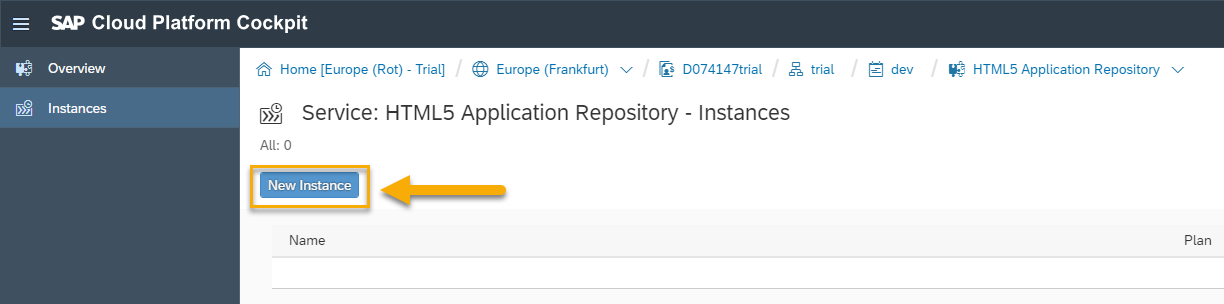 SAP Cloud Platform Cockpit
Overview
Instances
Home [Europe (Rot) - Trial] / Europe (Frankfurt) / D074147trial / trial / dev / HTML5 Application Repository
Service: HTML5 Application Repository - Instances
All: 0
New Instance
Name Plan